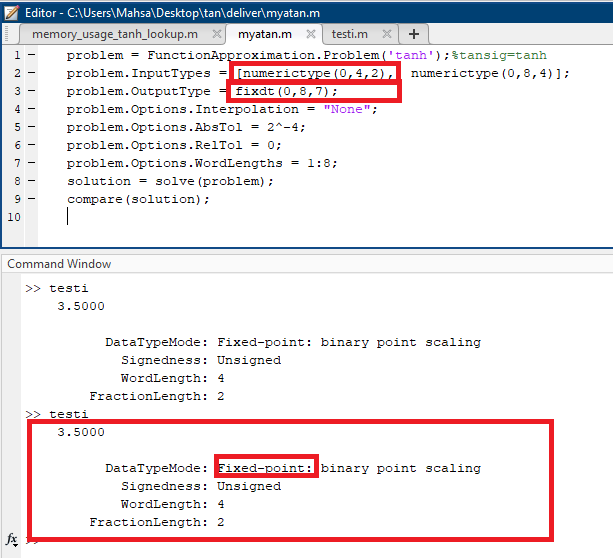 Editor - C:\Users\Mahsa\Desktop\tan\deliver\myatan.m
memory_usage_tanh_lookup.m myatan.m testi.m
1 problem = FunctionApproximation.Problem('tanh');%tansig=tanh
2 problem.InputTypes = [numerictype(0,4,2), numerictype(0,8,4)];
3 problem.OutputType = fixdt(0,8,7);
4 problem.Options.Interpolation = "None";
5 problem.Options.AbsTol = 2^-4;
6 problem.Options.RelTol = 0;
7 problem.Options.WordLengths = 1:8;
8 solution = solve(problem);
9 compare(solution);
10
Command Window
>> testi
3.5000
DataTypeMode: Fixed-point: binary point scaling
Signedness: Unsigned
WordLength: 4
FractionLength: 2
>> testi
3.5000
DataTypeMode: Fixed-point: binary point scaling
Signedness: Unsigned
WordLength: 4
FractionLength: 2
fx >>